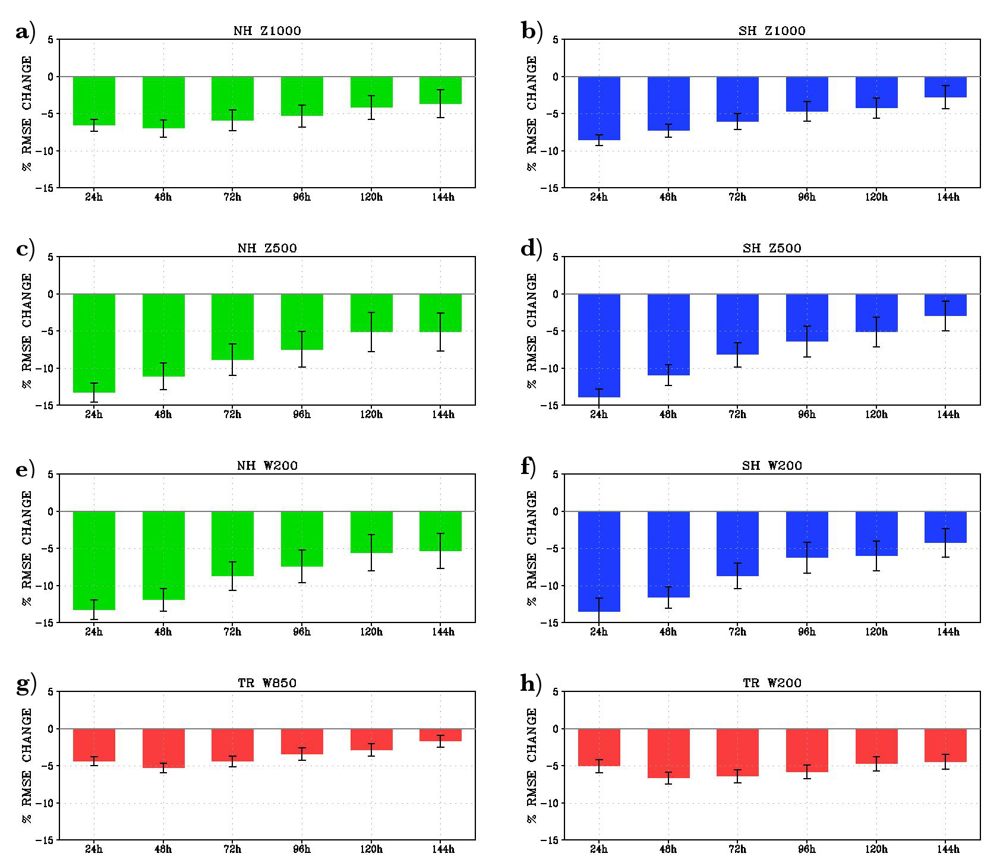 a) NH Z1000
5
0
-5
-10
-15
% RMSE CHANGE
24h 48h 72h 96h 120h 144h
b) SH Z1000
5
0
-5
-10
-15
% RMSE CHANGE
24h 48h 72h 96h 120h 144h
c) NH Z500
5
0
-5
-10
-15
% RMSE CHANGE
24h 48h 72h 96h 120h 144h
d) SH Z500
5
0
-5
-10
-15
% RMSE CHANGE
24h 48h 72h 96h 120h 144h
e) NH W200
5
0
-5
-10
-15
% RMSE CHANGE
24h 48h 72h 96h 120h 144h
f) SH W200
5
0
-5
-10
-15
% RMSE CHANGE
24h 48h 72h 96h 120h 144h
g) TR W850
5
0
-5
-10
-15
% RMSE CHANGE
24h 48h 72h 96h 120h 144h
h) TR W200
5
0
-5
-10
-15
% RMSE CHANGE
24h 48h 72h 96h 120h 144h